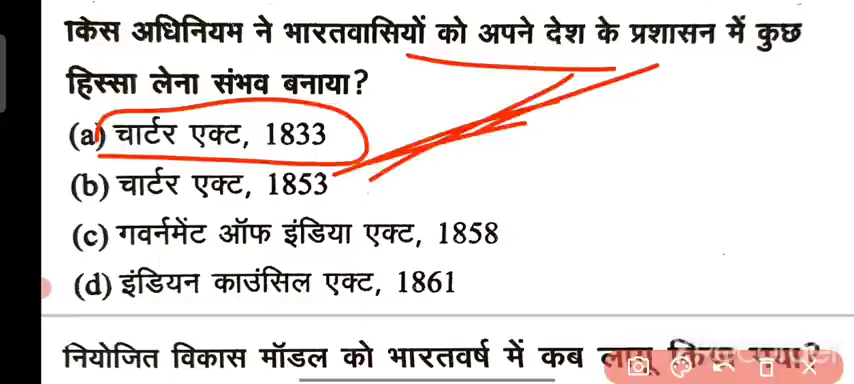 किस अधिनियम ने भारतवासियों को अपने देश के प्रशासन में कुछ
हिस्सा लेना संभव बनाया?
(a) चार्टर एक्ट, 1833
(b) चार्टर एक्ट, 1853
(c) गवर्नमेंट ऑफ इंडिया एक्ट, 1858
(d) इंडियन काउंसिल एक्ट, 1861
नियोजित विकास मॉडल को भारतवर्ष में कब लागू किया गया?